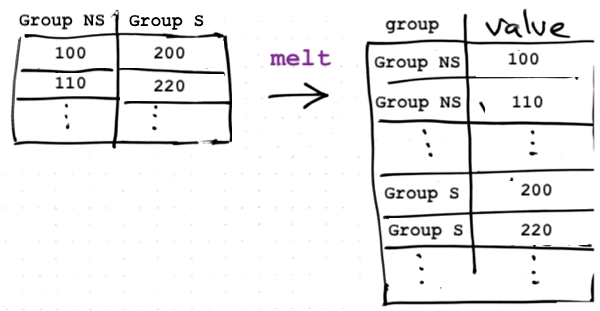 Group NS Group S
100 200
110 220
⋮ ⋮
melt
group value
Group NS 100
Group NS 110
⋮ ⋮
Group S 200
Group S 220
⋮ ⋮